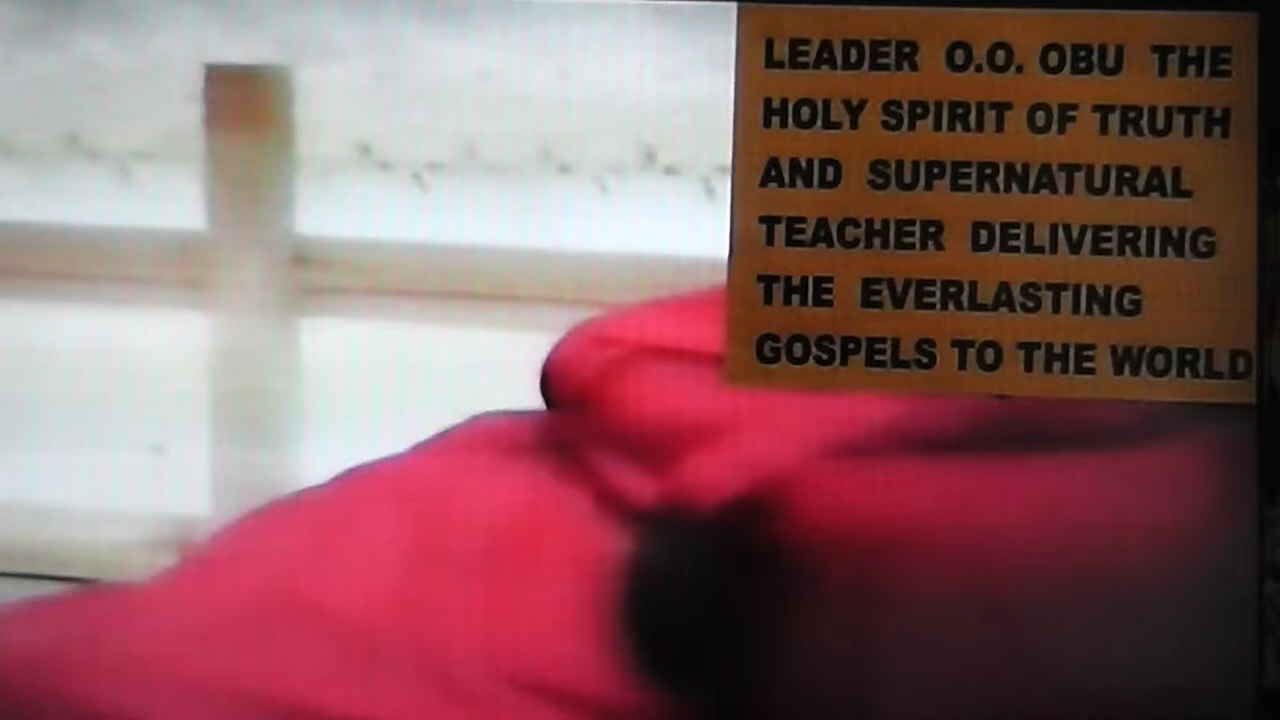 LEADER O.O. OBU THE
HOLY SPIRIT OF TRUTH
AND SUPERNATURAL
TEACHER DELIVERING
THE EVERLASTING
GOSPELS TO THE WORLD